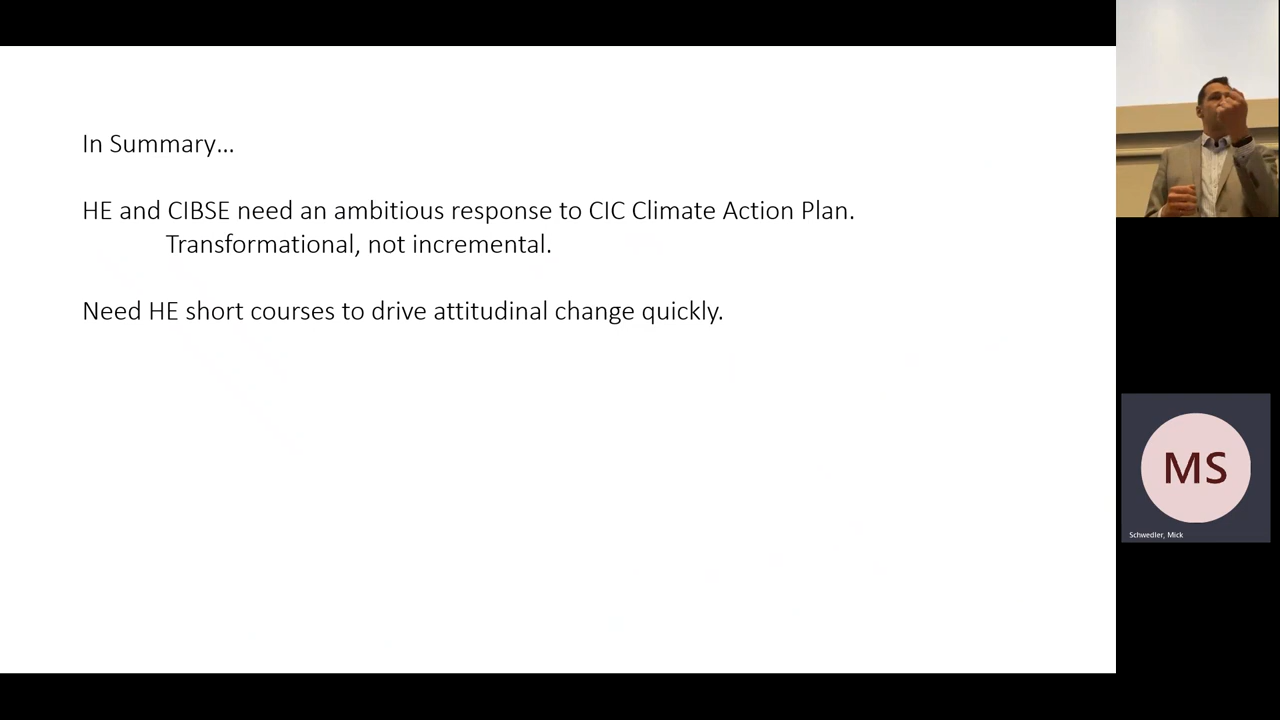 In Summary...
HE and CIBSE need an ambitious response to CIC Climate Action Plan.
Transformational, not incremental.
Need HE short courses to drive attitudinal change quickly.
MS
Schwedler, Mick